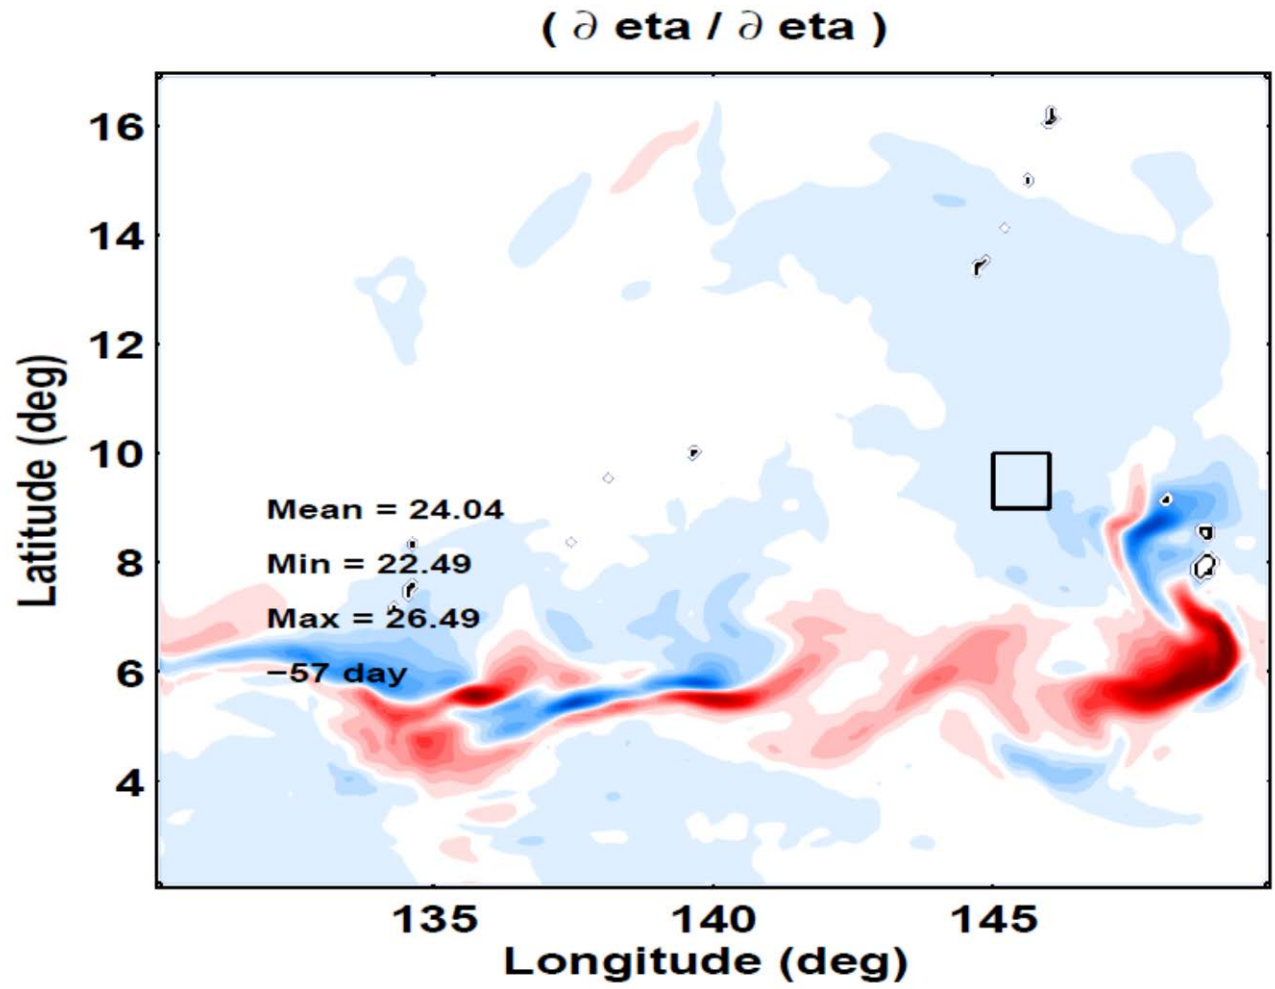 ( ∂ eta / ∂ eta )
16
14
12
10
8
6
4
Latitude (deg)
Mean = 24.04
Min = 22.49
Max = 26.49
−57 day
135
140
145
Longitude (deg)